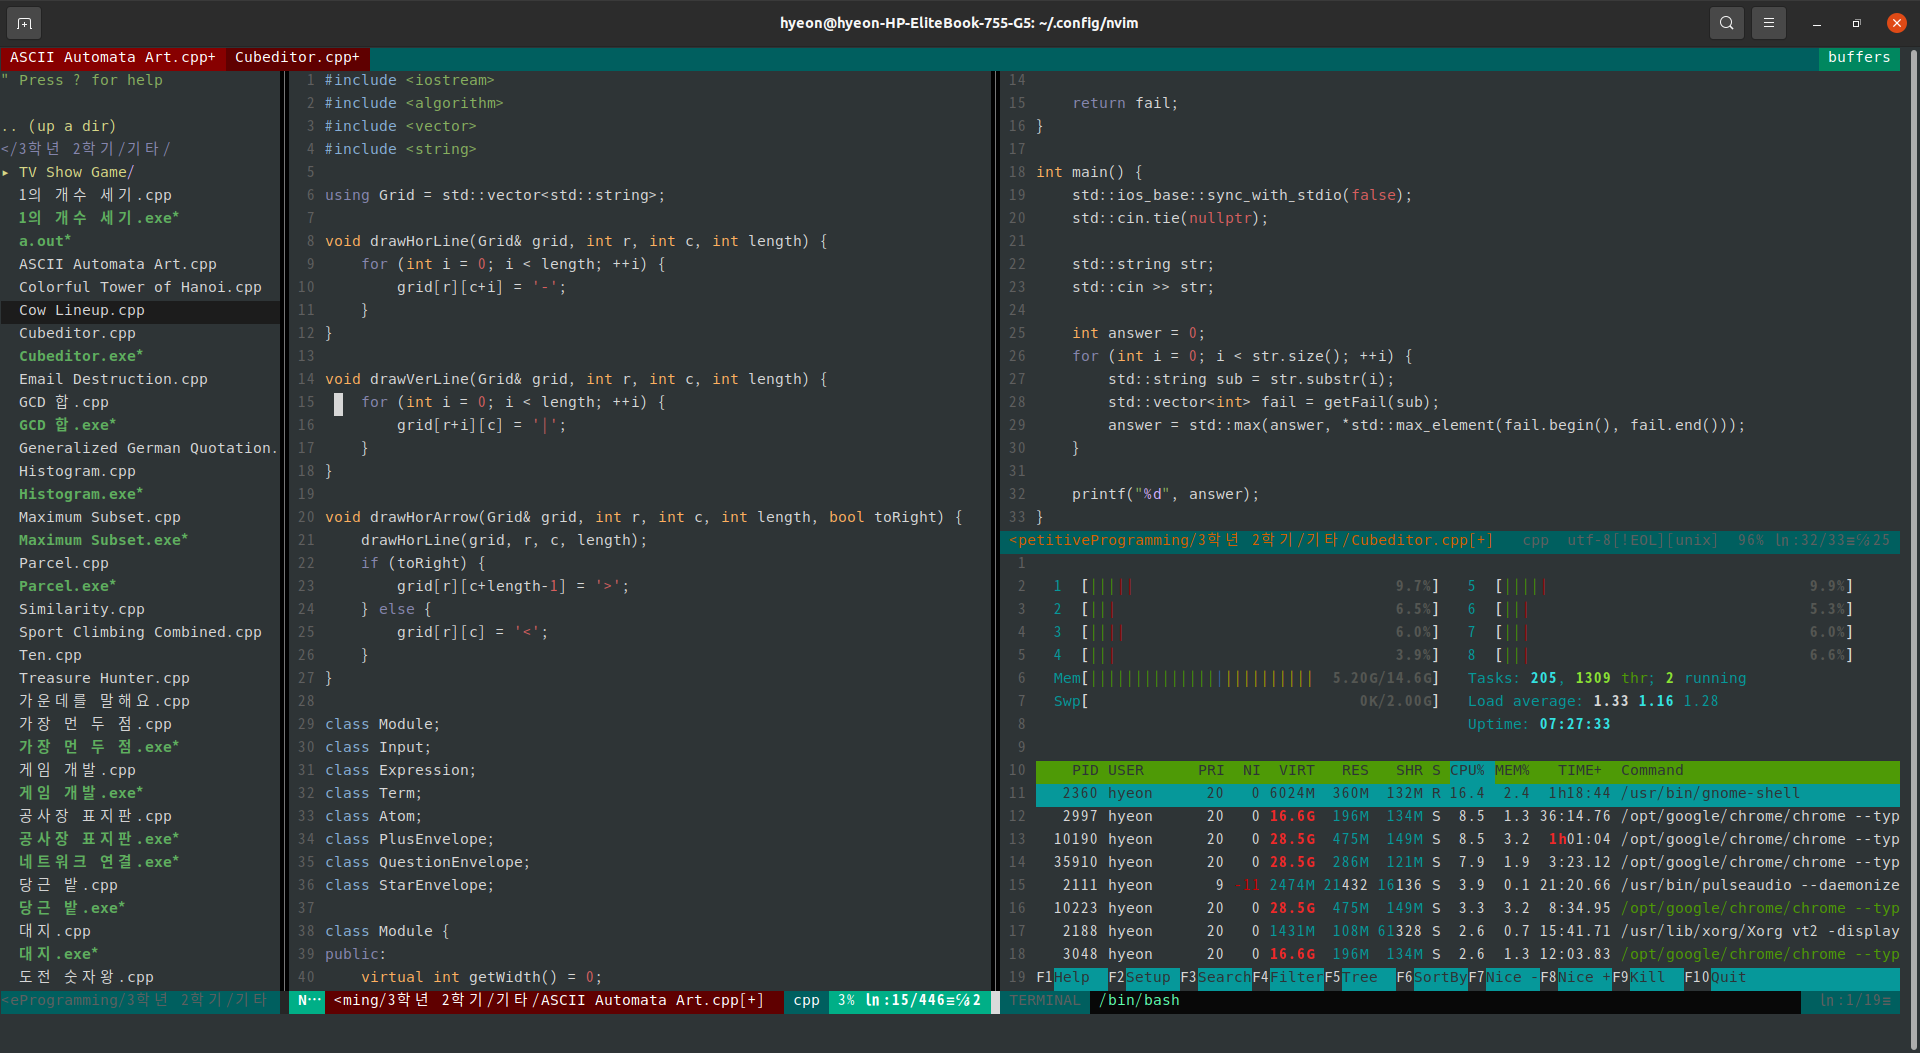 hyeon@hyeon-HP-EliteBook-755-G5: ~/.config/nvim
ASCII Automata Art.cpp+ Cubeditor.cpp+ buffers
" Press ? for help
.. (up a dir)
</3학년 2학기/기타/
▸ TV Show Game/
1의 개수 세기.cpp
1의 개수 세기.exe*
a.out*
ASCII Automata Art.cpp
Colorful Tower of Hanoi.cpp
Cow Lineup.cpp
Cubeditor.cpp
Cubeditor.exe*
Email Destruction.cpp
GCD 합.cpp
GCD 합.exe*
Generalized German Quotation.
Histogram.cpp
Histogram.exe*
Maximum Subset.cpp
Maximum Subset.exe*
Parcel.cpp
Parcel.exe*
Similarity.cpp
Sport Climbing Combined.cpp
Ten.cpp
Treasure Hunter.cpp
가운데를 말해요.cpp
가장 먼 두 점.cpp
가장 먼 두 점.exe*
게임 개발.cpp
게임 개발.exe*
공사장 표지판.cpp
공사장 표지판.exe*
네트워크 연결.exe*
당근 밭.cpp
당근 밭.exe*
대지.cpp
대지.exe*
도전 숫자왕.cpp
<eProgramming/3학년 2학기/기타
1 #include <iostream>
2 #include <algorithm>
3 #include <vector>
4 #include <string>
5
6 using Grid = std::vector<std::string>;
7
8 void drawHorLine(Grid& grid, int r, int c, int length) {
9     for (int i = 0; i < length; ++i) {
10         grid[r][c+i] = '-';
11     }
12 }
13
14 void drawVerLine(Grid& grid, int r, int c, int length) {
15     for (int i = 0; i < length; ++i) {
16         grid[r+i][c] = '|';
17     }
18 }
19
20 void drawHorArrow(Grid& grid, int r, int c, int length, bool toRight) {
21     drawHorLine(grid, r, c, length);
22     if (toRight) {
23         grid[r][c+length-1] = '>';
24     } else {
25         grid[r][c] = '<';
26     }
27 }
28
29 class Module;
30 class Input;
31 class Expression;
32 class Term;
33 class Atom;
34 class PlusEnvelope;
35 class QuestionEnvelope;
36 class StarEnvelope;
37
38 class Module {
39 public:
40     virtual int getWidth() = 0;
N··· <ming/3학년 2학기/기타/ASCII Automata Art.cpp[+] cpp 3% ln:15/446≡℅2
14
15     return fail;
16 }
17
18 int main() {
19     std::ios_base::sync_with_stdio(false);
20     std::cin.tie(nullptr);
21
22     std::string str;
23     std::cin >> str;
24
25     int answer = 0;
26     for (int i = 0; i < str.size(); ++i) {
27         std::string sub = str.substr(i);
28         std::vector<int> fail = getFail(sub);
29         answer = std::max(answer, *std::max_element(fail.begin(), fail.end()));
30     }
31
32     printf("%d", answer);
33 }
<petitiveProgramming/3학년 2학기/기타/Cubeditor.cpp[+] cpp utf-8[!EOL][unix] 96% ln:32/33≡℅25
1
2 1 [||||| 9.7%] 5 [||||| 9.9%]
3 2 [||| 6.5%] 6 [||| 5.3%]
4 3 [|||| 6.0%] 7 [||| 6.0%]
5 4 [||| 3.9%] 8 [||| 6.6%]
6 Mem[||||||||||||||||||||||||| 5.20G/14.6G] Tasks: 205, 1309 thr; 2 running
7 Swp[ 0K/2.00G] Load average: 1.33 1.16 1.28
8 Uptime: 07:27:33
9
10 PID USER PRI NI VIRT RES SHR S CPU% MEM% TIME+ Command
11 2360 hyeon 20 0 6024M 360M 132M R 16.4 2.4 1h18:44 /usr/bin/gnome-shell
12 2997 hyeon 20 0 16.6G 196M 134M S 8.5 1.3 36:14.76 /opt/google/chrome/chrome --typ
13 10190 hyeon 20 0 28.5G 475M 149M S 8.5 3.2 1h01:04 /opt/google/chrome/chrome --typ
14 35910 hyeon 20 0 28.5G 286M 121M S 7.9 1.9 3:23.12 /opt/google/chrome/chrome --typ
15 2111 hyeon 9 -11 2474M 21432 16136 S 3.9 0.1 21:20.66 /usr/bin/pulseaudio --daemonize
16 10223 hyeon 20 0 28.5G 475M 149M S 3.3 3.2 8:34.95 /opt/google/chrome/chrome --typ
17 2188 hyeon 20 0 1431M 108M 61328 S 2.6 0.7 15:41.71 /usr/lib/xorg/Xorg vt2 -display
18 3048 hyeon 20 0 16.6G 196M 134M S 2.6 1.3 12:03.83 /opt/google/chrome/chrome --typ
19 F1Help F2Setup F3SearchF4FilterF5Tree F6SortByF7Nice -F8Nice +F9Kill F10Quit
TERMINAL /bin/bash ln:1/19≡